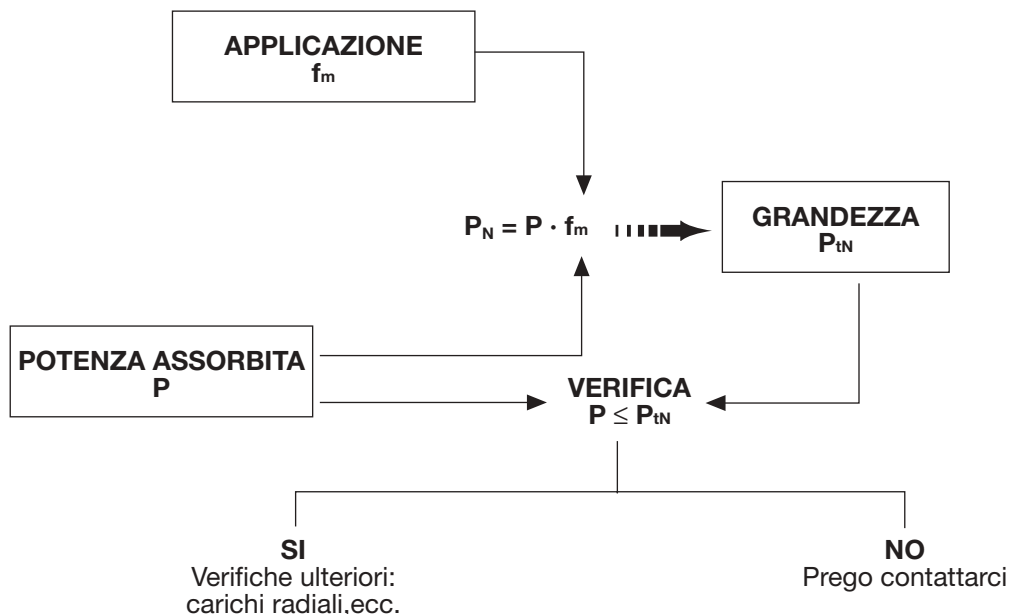 APPLICAZIONE
fm
PN = P · fm
GRANDEZZA
PtN
POTENZA ASSORBITA
P
VERIFICA
P ≤ PtN
SI
Verifiche ulteriori:
carichi radiali,ecc.
NO
Prego contattarci